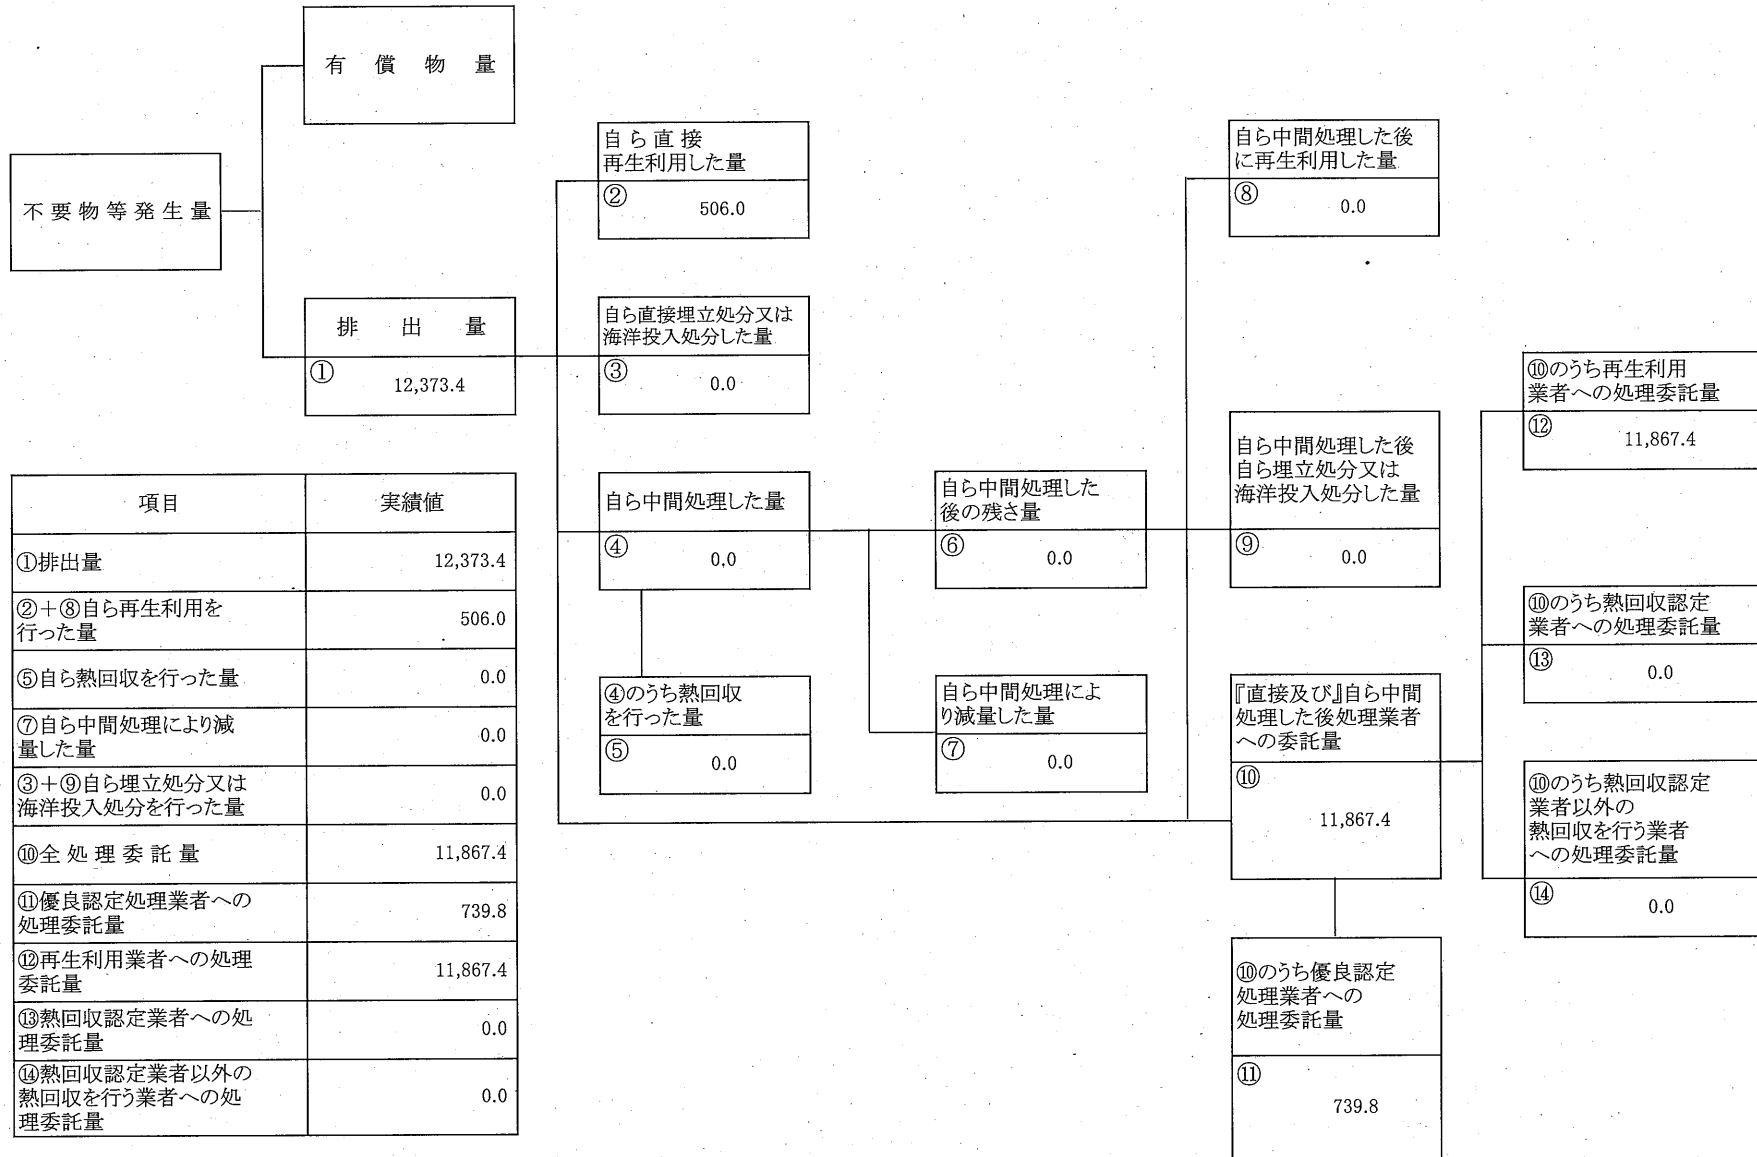 有 償 物 量
不 要 物 等 発 生 量
排 出 量
①
12,373.4
自 ら 直 接
再生利用した量
②
506.0
自ら直接埋立処分又は
海洋投入処分した量
③
0.0
自ら中間処理した量
④
0.0
④のうち熱回収
を行った量
⑤
0.0
自ら中間処理した
後の残さ量
⑥
0.0
自ら中間処理によ
り減量した量
⑦
0.0
自ら中間処理した後
に再生利用した量
⑧
0.0
自ら中間処理した後
自ら埋立処分又は
海洋投入処分した量
⑨
0.0
『直接及び』自ら中間
処理した後処理業者
への委託量
⑩
11,867.4
⑩のうち優良認定
処理業者への
処理委託量
⑪
739.8
⑩のうち再生利用
業者への処理委託量
⑫
11,867.4
⑩のうち熱回収認定
業者への処理委託量
⑬
0.0
⑩のうち熱回収認定
業者以外の
熱回収を行う業者
への処理委託量
⑭
0.0
項目 実績値
①排出量 12,373.4
②+⑧自ら再生利用を
行った量 506.0
⑤自ら熱回収を行った量 0.0
⑦自ら中間処理により減
量した量 0.0
③+⑨自ら埋立処分又は
海洋投入処分を行った量 0.0
⑩全 処 理 委 託 量 11,867.4
⑪優良認定処理業者への
処理委託量 739.8
⑫再生利用業者への処理
委託量 11,867.4
⑬熱回収認定業者への処
理委託量 0.0
⑭熱回収認定業者以外の
熱回収を行う業者への処
理委託量 0.0